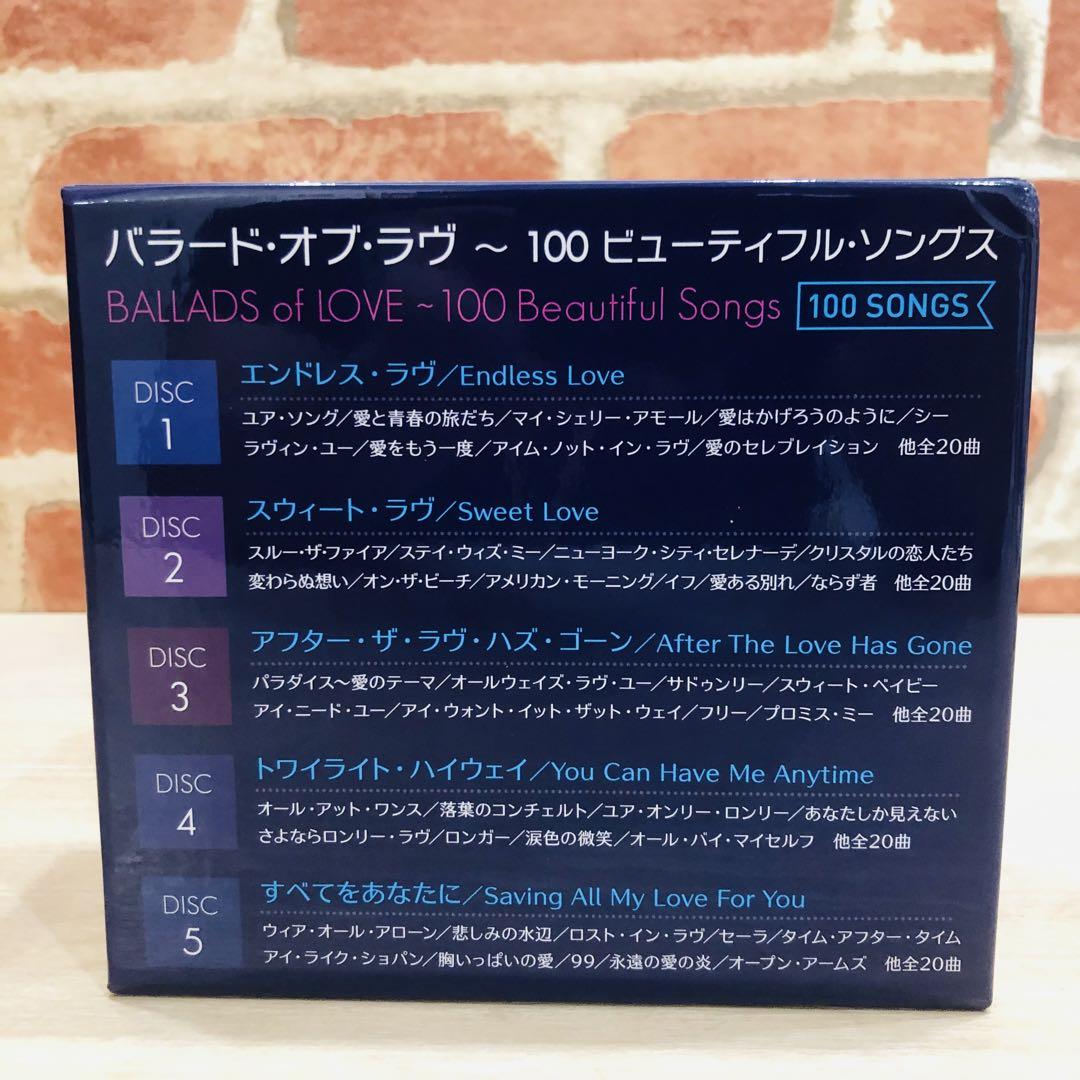 バラード・オブ・ラヴ ～ 100 ビューティフル・ソングス
BALLADS of LOVE ~100 Beautiful Songs 100 SONGS
DISC 1
エンドレス・ラヴ／Endless Love
ユア・ソング／愛と青春の旅だち／マイ・シェリー・アモール／愛はかげろうのように／シー
ラヴィン・ユー／愛をもう一度／アイム・ノット・イン・ラヴ／愛のセレブレイション 他全20曲
DISC 2
スウィート・ラヴ／Sweet Love
スルー・ザ・ファイア／ステイ・ウィズ・ミー／ニューヨーク・シティ・セレナーデ／クリスタルの恋人たち
変わらぬ想い／オン・ザ・ビーチ／アメリカン・モーニング／イフ／愛ある別れ／ならず者 他全20曲
DISC 3
アフター・ザ・ラヴ・ハズ・ゴーン／After The Love Has Gone
パラダイス～愛のテーマ／オールウェイズ・ラヴ・ユー／サドゥンリー／スウィート・ベイビー
アイ・ニード・ユー／アイ・ウォント・イット・ザット・ウェイ／フリー／プロミス・ミー 他全20曲
DISC 4
トワイライト・ハイウェイ／You Can Have Me Anytime
オール・アット・ワンス／落葉のコンチェルト／ユア・オンリー・ロンリー／あなたしか見えない
さよならロンリー・ラヴ／ロンガー／涙色の微笑／オール・バイ・マイセルフ 他全20曲
DISC 5
すべてをあなたに／Saving All My Love For You
ウィア・オール・アローン／悲しみの水辺／ロスト・イン・ラヴ／セーラ／タイム・アフター・タイム
アイ・ライク・ショパン／胸いっぱいの愛／99／永遠の愛の炎／オープン・アームズ 他全20曲